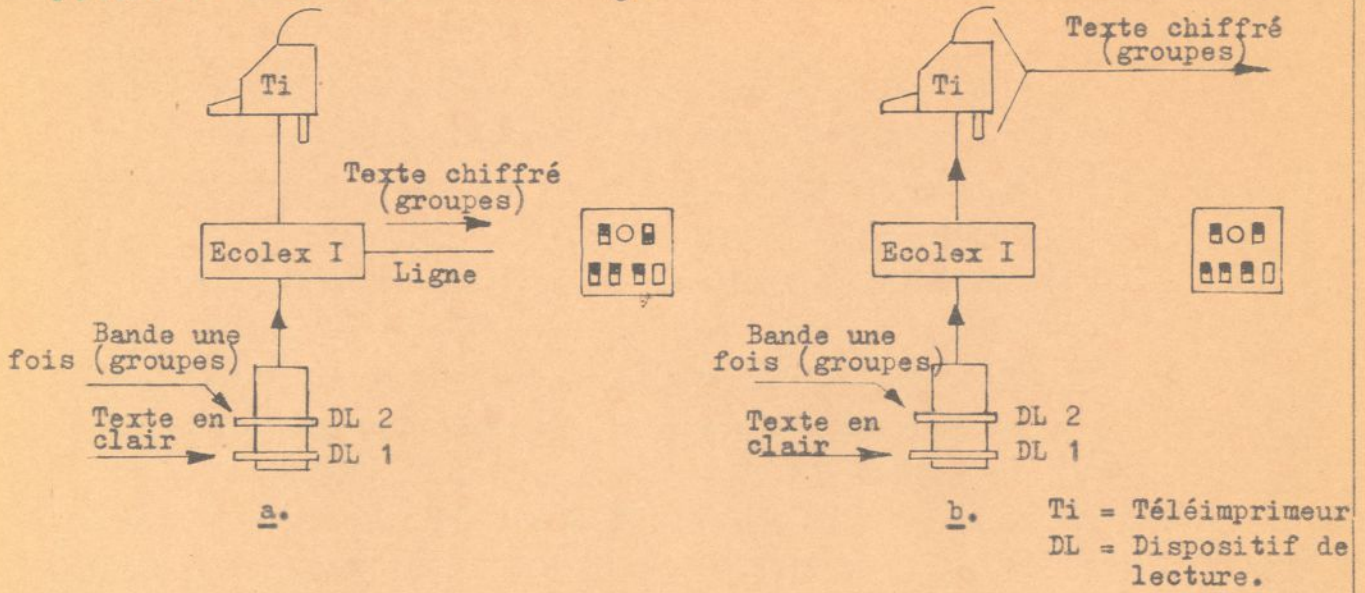 Ti
Texte chiffré
(groupes)
Ecolex I
Ligne
Bande une
fois (groupes)
Texte en
clair
DL 2
DL 1
a.
Texte chiffré
(groupes)
Ti
Ecolex I
Bande une
fois (groupes)
Texte en
clair
DL 2
DL 1
b.
Ti = Téléimprimeur
DL = Dispositif de
lecture.